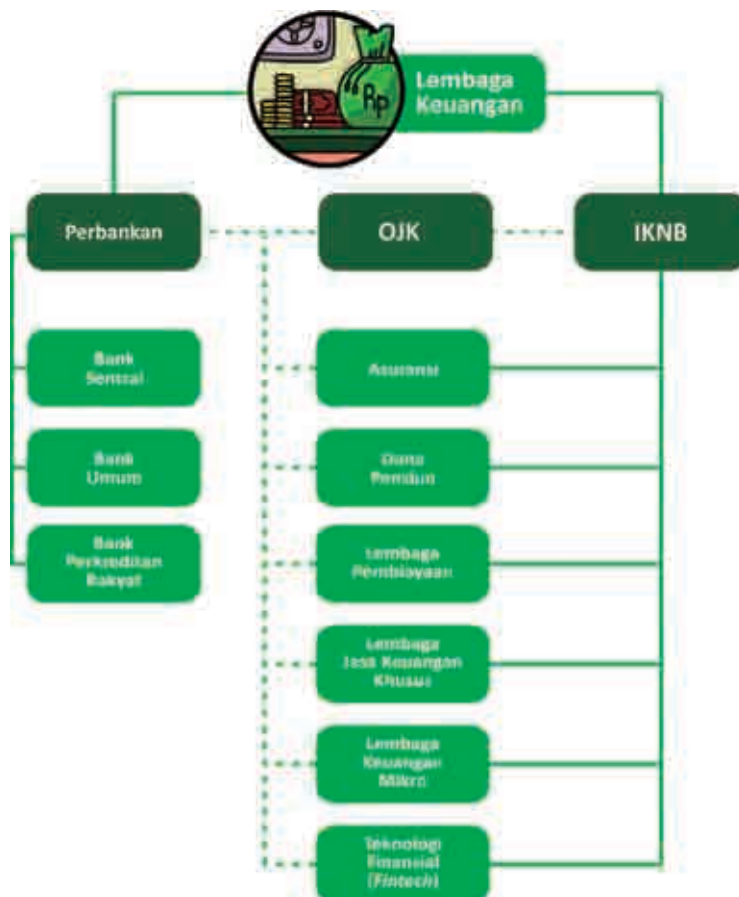 Rp
Lembaga
Keuangan
Perbankan
OJK
IKNB
Bank
Sentral
Bank
Umum
Bank
Perkreditan
Rakyat
Asuransi
Dana
Pensiun
Lembaga
Pembiayaan
Lembaga
Jasa Keuangan
Khusus
Lembaga
Keuangan
Mikro
Teknologi
Finansial
(Fintech)